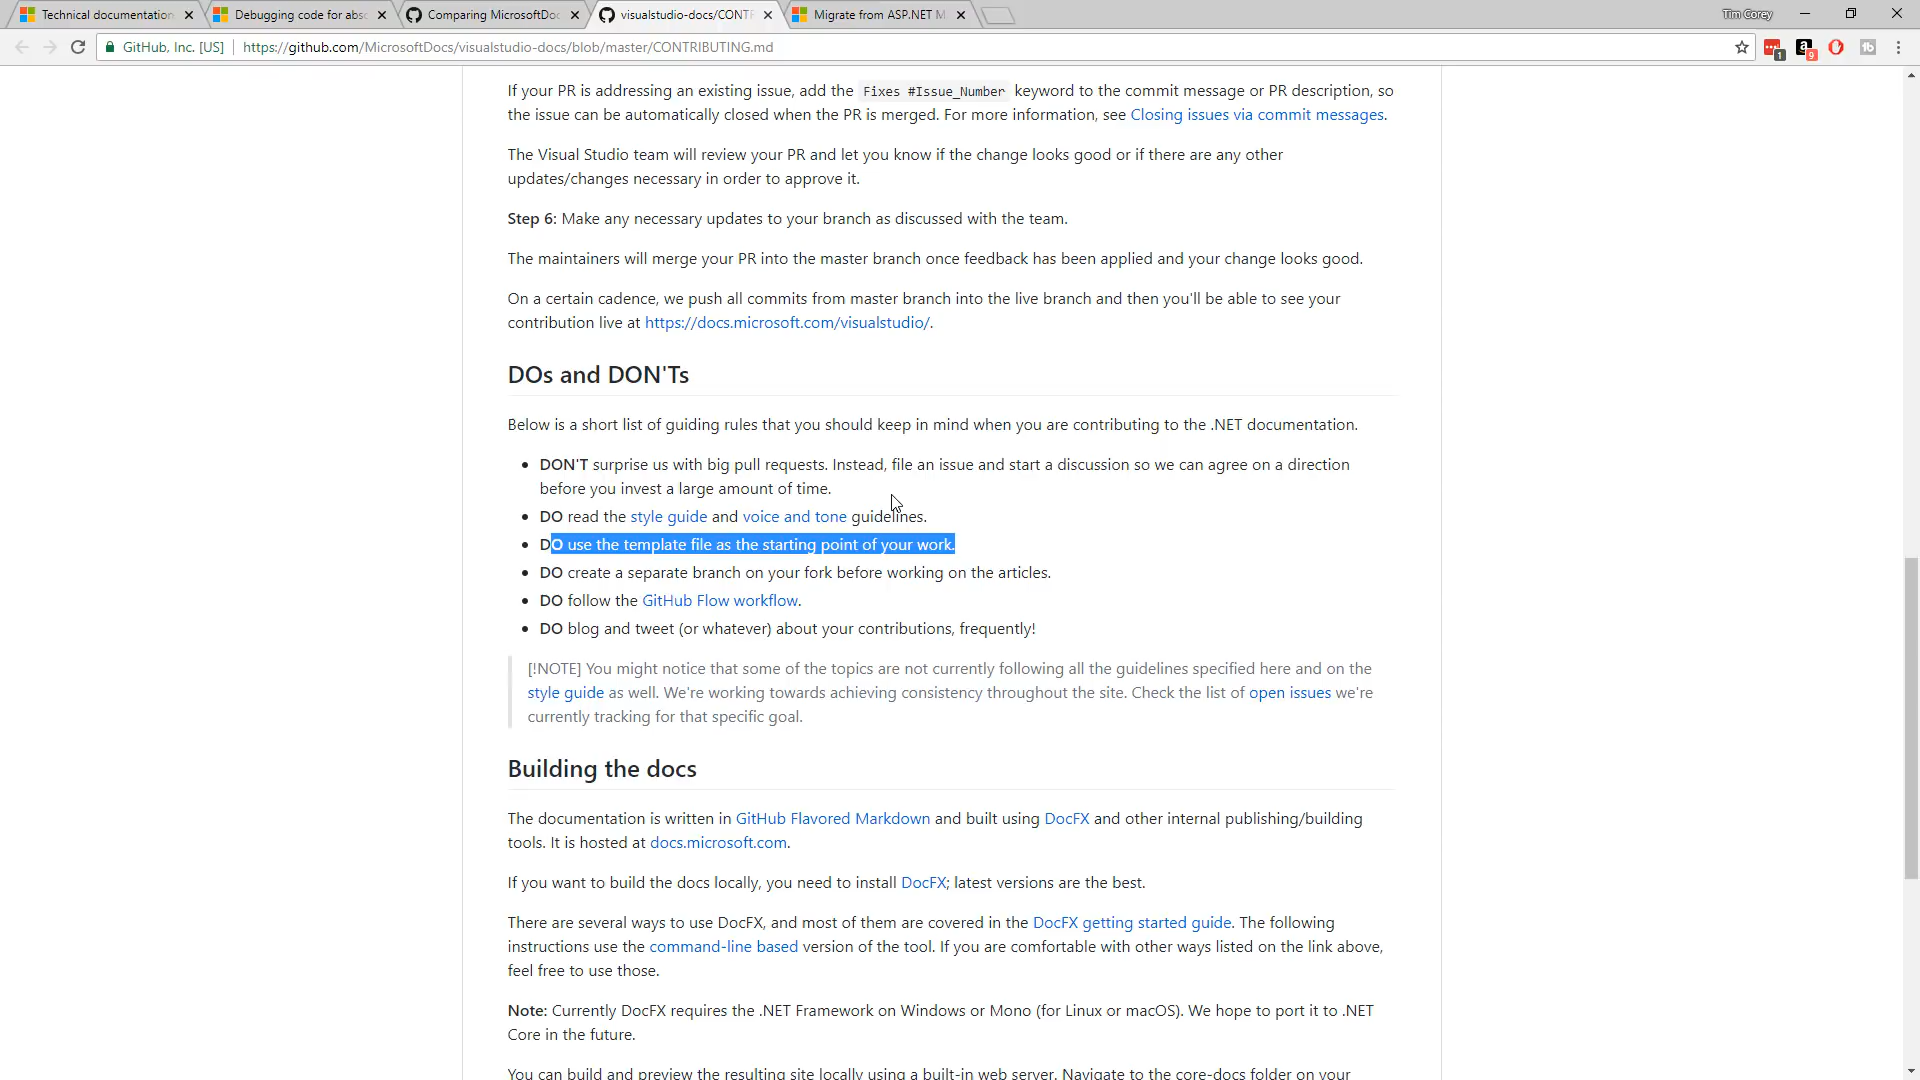 Technical documentation
Debugging code for abso
Comparing MicrosoftDoc
visualstudio-docs/CONTR
Migrate from ASP.NET M
Tim Corey
GitHub, Inc. [US]
https://github.com/MicrosoftDocs/visualstudio-docs/blob/master/CONTRIBUTING.md
1
9
If your PR is addressing an existing issue, add the Fixes #Issue_Number keyword to the commit message or PR description, so
the issue can be automatically closed when the PR is merged. For more information, see Closing issues via commit messages.
The Visual Studio team will review your PR and let you know if the change looks good or if there are any other
updates/changes necessary in order to approve it.
Step 6: Make any necessary updates to your branch as discussed with the team.
The maintainers will merge your PR into the master branch once feedback has been applied and your change looks good.
On a certain cadence, we push all commits from master branch into the live branch and then you'll be able to see your
contribution live at https://docs.microsoft.com/visualstudio/.
DOs and DON'Ts
Below is a short list of guiding rules that you should keep in mind when you are contributing to the .NET documentation.
DON'T surprise us with big pull requests. Instead, file an issue and start a discussion so we can agree on a direction
before you invest a large amount of time.
DO read the style guide and voice and tone guidelines.
DO use the template file as the starting point of your work.
DO create a separate branch on your fork before working on the articles.
DO follow the GitHub Flow workflow.
DO blog and tweet (or whatever) about your contributions, frequently!
[!NOTE] You might notice that some of the topics are not currently following all the guidelines specified here and on the
style guide as well. We're working towards achieving consistency throughout the site. Check the list of open issues we're
currently tracking for that specific goal.
Building the docs
The documentation is written in GitHub Flavored Markdown and built using DocFX and other internal publishing/building
tools. It is hosted at docs.microsoft.com.
If you want to build the docs locally, you need to install DocFX; latest versions are the best.
There are several ways to use DocFX, and most of them are covered in the DocFX getting started guide. The following
instructions use the command-line based version of the tool. If you are comfortable with other ways listed on the link above,
feel free to use those.
Note: Currently DocFX requires the .NET Framework on Windows or Mono (for Linux or macOS). We hope to port it to .NET
Core in the future.
You can build and preview the resulting site locally using a built-in web server. Navigate to the core-docs folder on your